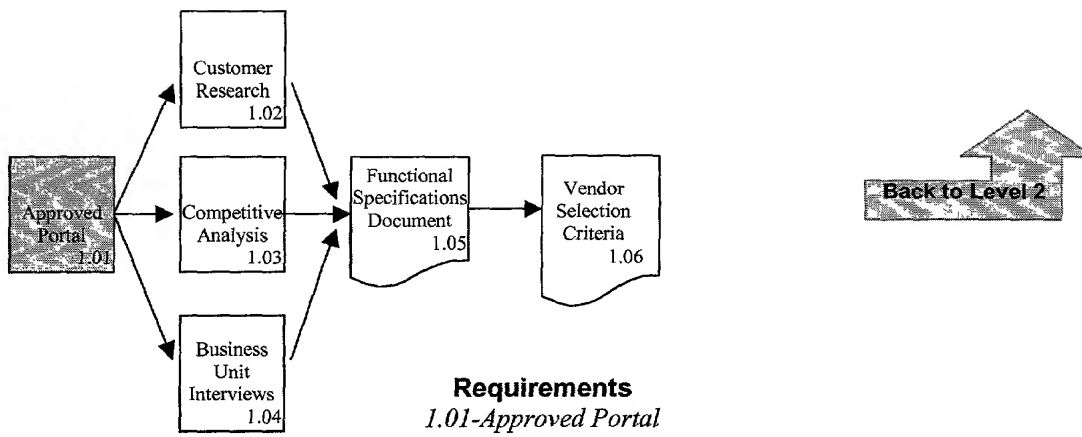 Customer
Research
1.02
Approved
Portal
1.01
Competitive
Analysis
1.03
Business
Unit
Interviews
1.04
Functional
Specifications
Document
1.05
Vendor
Selection
Criteria
1.06
Back to Level 2
Requirements
1.01-Approved Portal